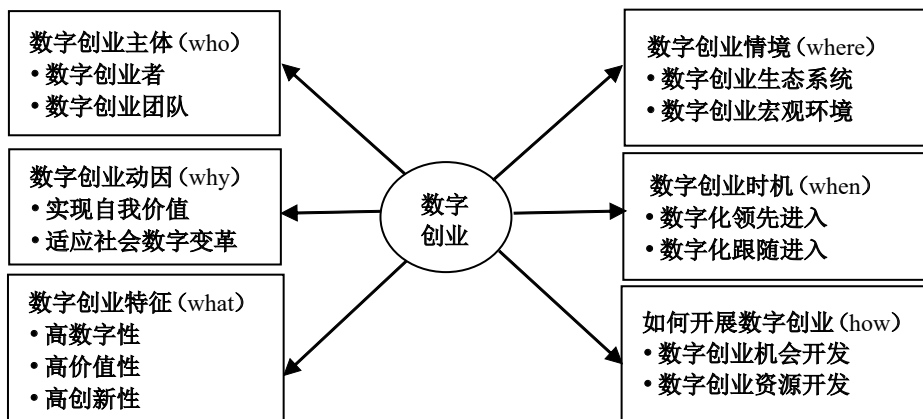 数字创业主体（who）
• 数字创业者
• 数字创业团队
数字创业动因（why）
• 实现自我价值
• 适应社会数字变革
数字创业特征（what）
• 高数字性
• 高价值性
• 高创新性
数字
创业
数字创业情境（where）
• 数字创业生态系统
• 数字创业宏观环境
数字创业时机（when）
• 数字化领先进入
• 数字化跟随进入
如何开展数字创业（how）
• 数字创业机会开发
• 数字创业资源开发